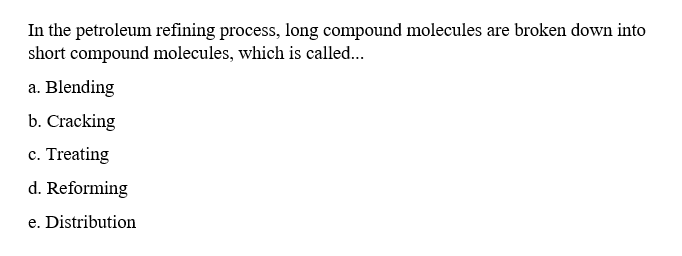 In the petroleum refining process, long compound molecules are broken down into
short compound molecules, which is called...
a. Blending
b. Cracking
c. Treating
d. Reforming
e. Distribution